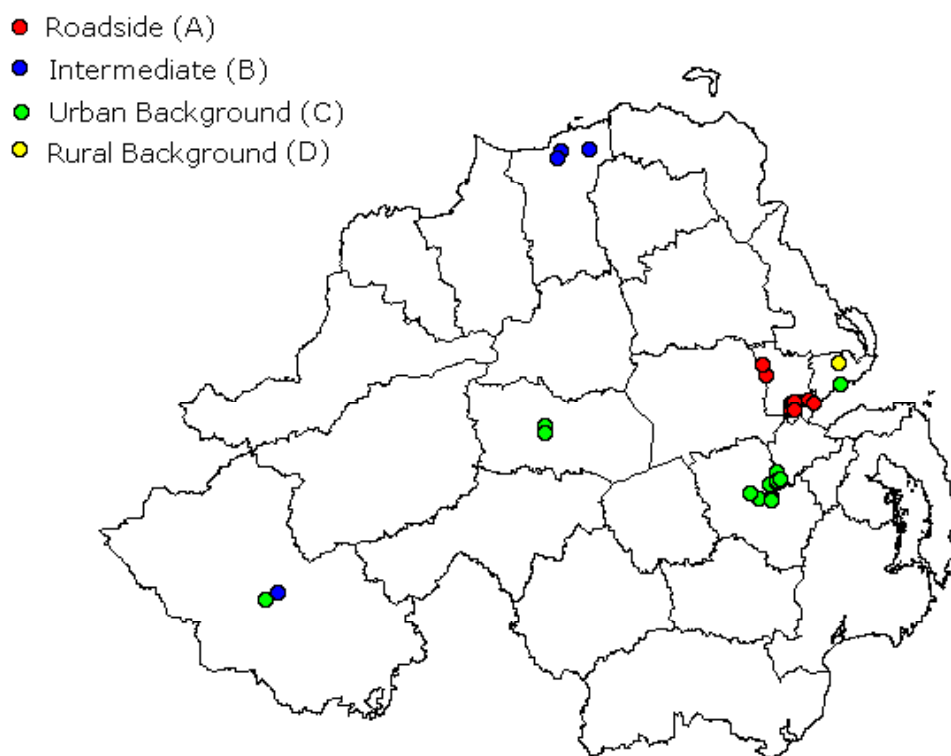 Roadside (A)
Intermediate (B)
Urban Background (C)
Rural Background (D)